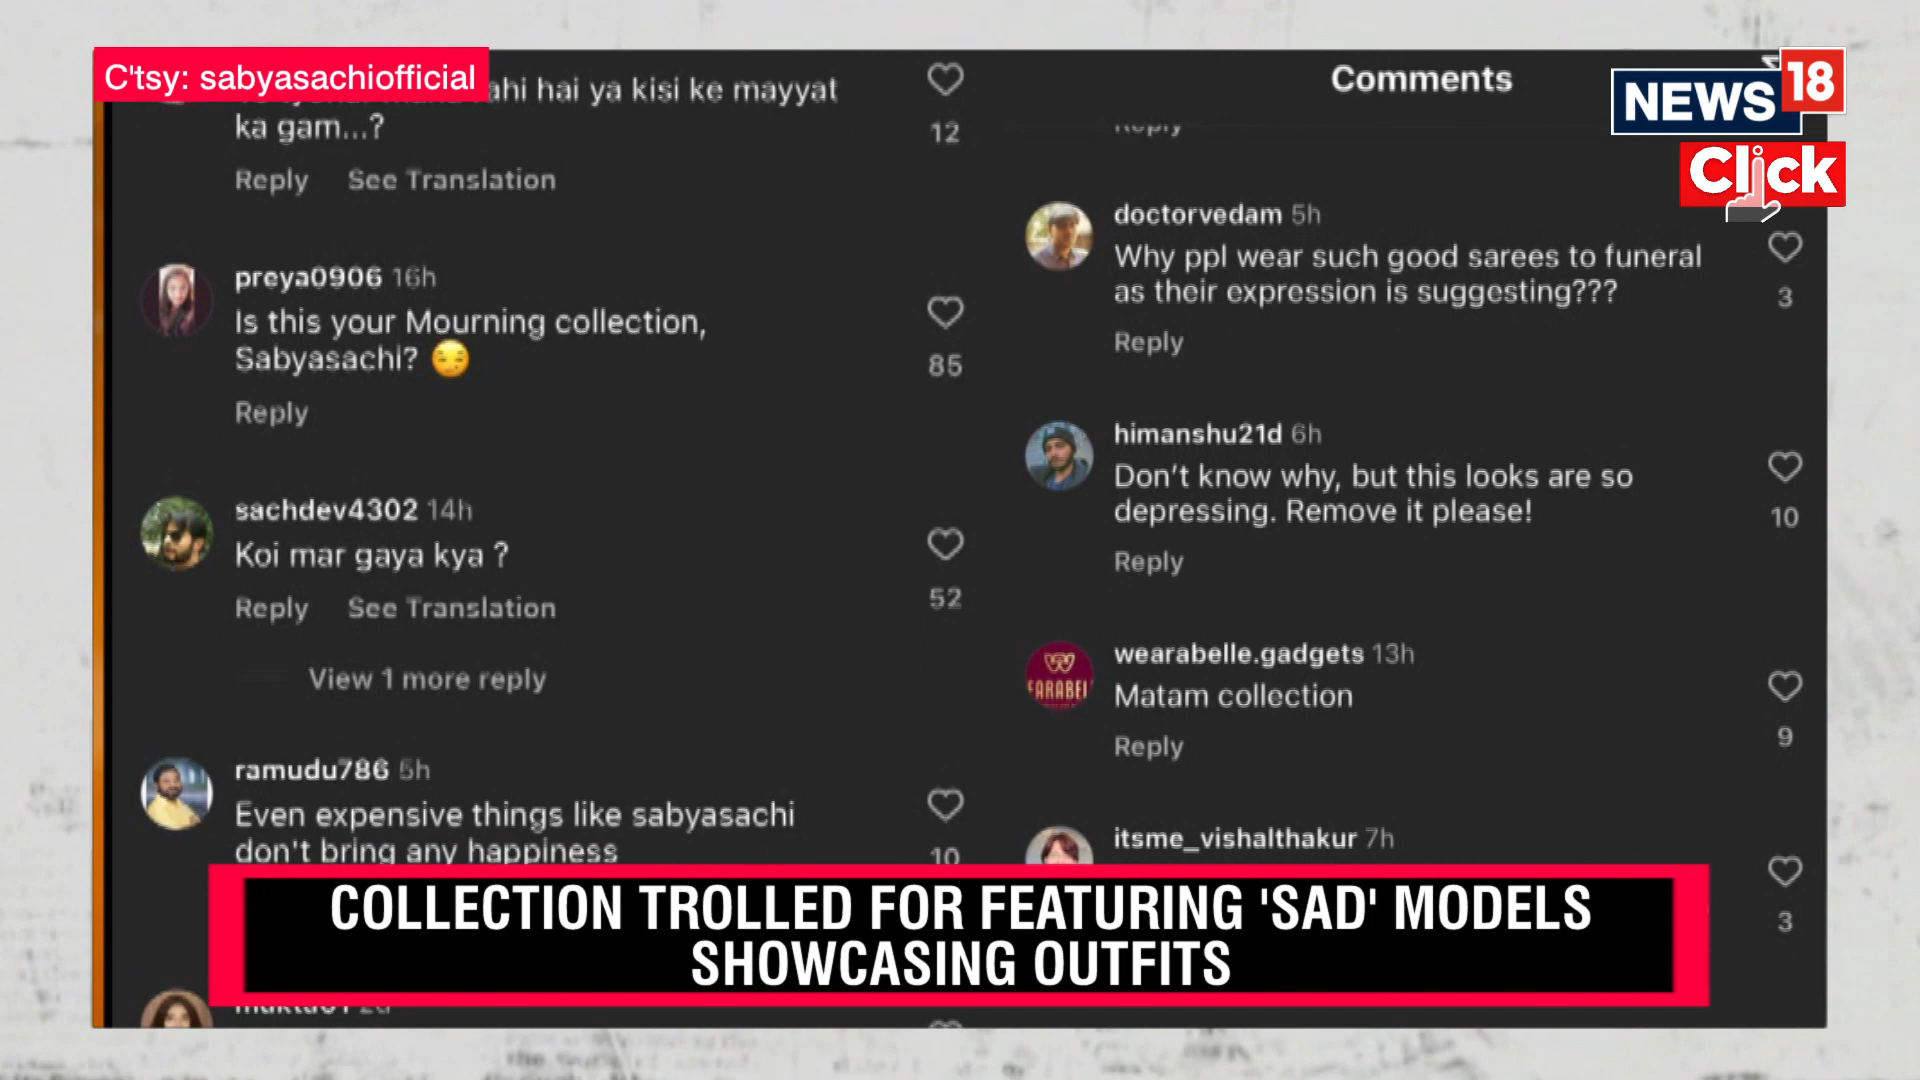 C'tsy: sabyasachiofficial
hai ya kisi ke mayyat
ka gam...?
12
Reply See Translation
preya0906 16h
Is this your Mourning collection,
Sabyasachi? 😏
85
Reply
sachdev4302 14h
Koi mar gaya kya ?
52
Reply See Translation
View 1 more reply
ramudu786 5h
Even expensive things like sabyasachi
don't bring any happiness
10
Comments
NEWS 18
Click
Reply
doctorvedam 5h
Why ppl wear such good sarees to funeral
as their expression is suggesting???
3
Reply
himanshu21d 6h
Don't know why, but this looks are so
depressing. Remove it please!
10
Reply
wearabelle.gadgets 13h
Matam collection
9
Reply
itsme_vishalthakur 7h
3
COLLECTION TROLLED FOR FEATURING 'SAD' MODELS
SHOWCASING OUTFITS